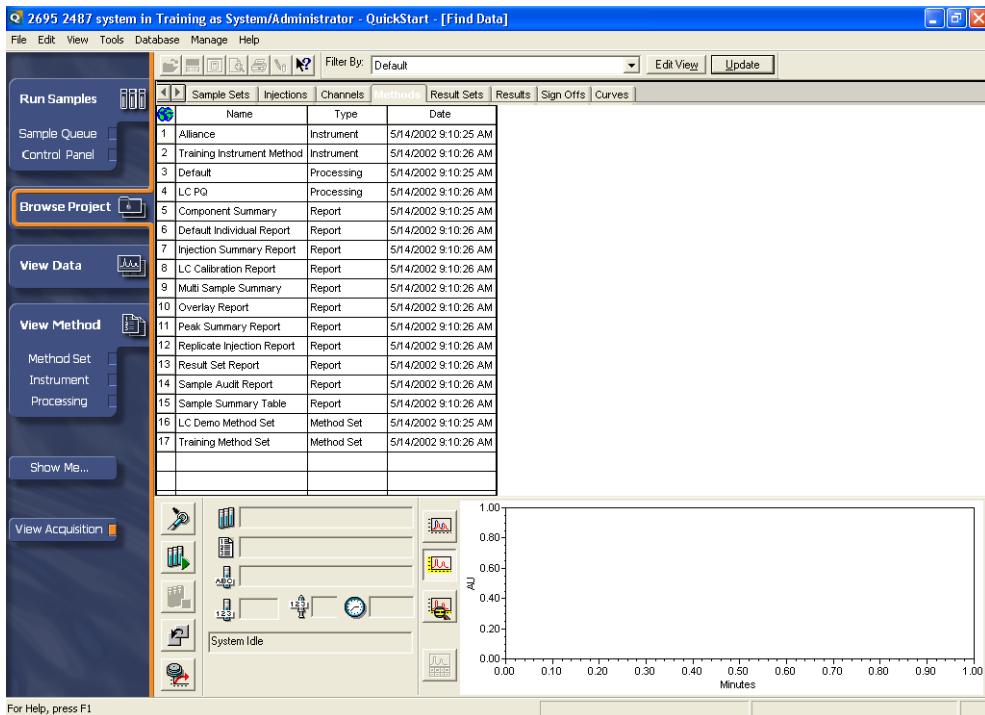 2695 2487 system in Training as System/Administrator - QuickStart - [Find Data]
File Edit View Tools Database Manage Help
Filter By: Default Edit View Update
Run Samples
Sample Queue
Control Panel
Browse Project
View Data
View Method
Method Set
Instrument
Processing
Show Me...
View Acquisition
Sample Sets Injections Channels Methods Result Sets Results Sign Offs Curves
Name Type Date
1 Alliance Instrument 5/14/2002 9:10:25 AM
2 Training Instrument Method Instrument 5/14/2002 9:10:26 AM
3 Default Processing 5/14/2002 9:10:25 AM
4 LC PQ Processing 5/14/2002 9:10:26 AM
5 Component Summary Report 5/14/2002 9:10:25 AM
6 Default Individual Report Report 5/14/2002 9:10:26 AM
7 Injection Summary Report Report 5/14/2002 9:10:26 AM
8 LC Calibration Report Report 5/14/2002 9:10:26 AM
9 Multi Sample Summary Report 5/14/2002 9:10:26 AM
10 Overlay Report Report 5/14/2002 9:10:26 AM
11 Peak Summary Report Report 5/14/2002 9:10:26 AM
12 Replicate Injection Report Report 5/14/2002 9:10:26 AM
13 Result Set Report Report 5/14/2002 9:10:26 AM
14 Sample Audit Report Report 5/14/2002 9:10:26 AM
15 Sample Summary Table Report 5/14/2002 9:10:26 AM
16 LC Demo Method Set Method Set 5/14/2002 9:10:25 AM
17 Training Method Set Method Set 5/14/2002 9:10:26 AM
ABC
123 123
System Idle
1.00
0.80
0.60
0.40
0.20
0.00
AU
0.00 0.10 0.20 0.30 0.40 0.50 0.60 0.70 0.80 0.90 1.00
Minutes
For Help, press F1